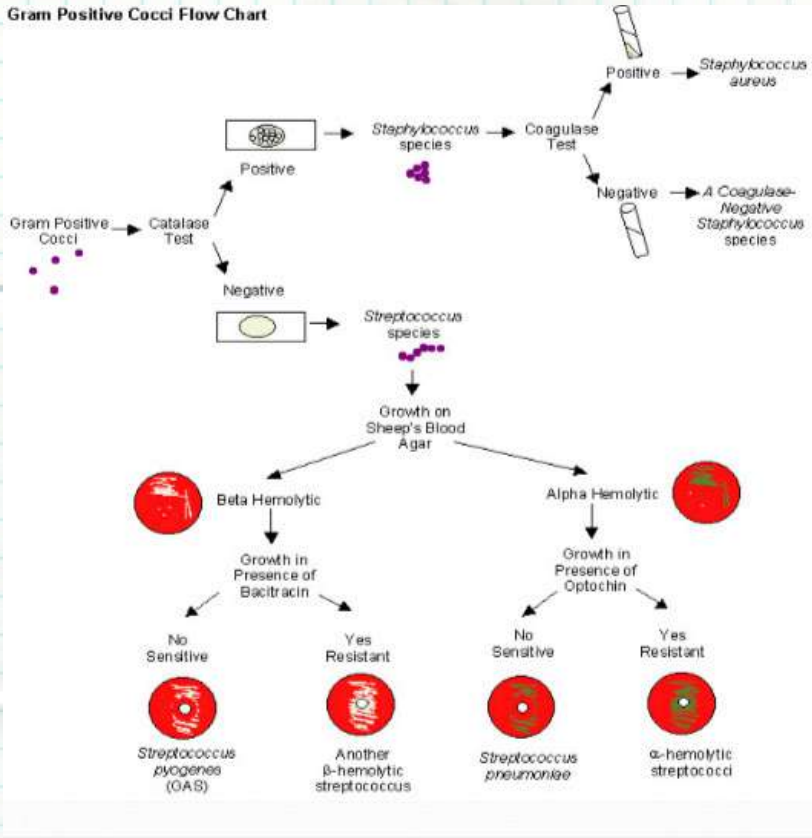 Gram Positive Cocci Flow Chart
Positive
Staphylococcus
aureus
Staphylococcus
species
Coagulase
Test
Positive
Negative
A Coagulase-
Negative
Staphylococcus
species
Gram Positive
Cocci
Catalase
Test
Negative
Streptococcus
species
Growth on
Sheep's Blood
Agar
Beta Hemolytic
Alpha Hemolytic
Growth in
Presence of
Bacitracin
Growth in
Presence of
Optochin
No
Sensitive
Yes
Resistant
No
Sensitive
Yes
Resistant
Streptococcus
pyogenes
(GAS)
Another
β-hemolytic
streptococcus
Streptococcus
pneumoniae
α-hemolytic
streptococci